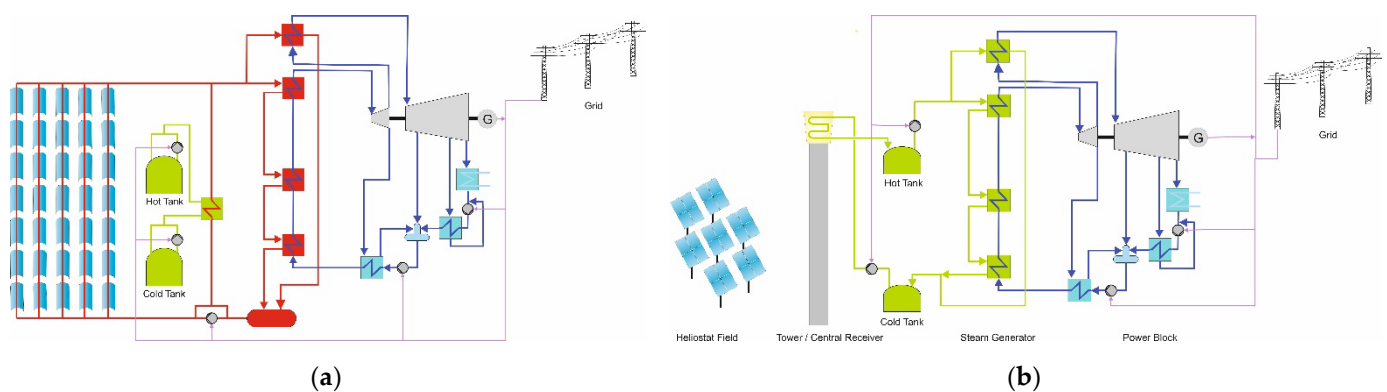 Hot Tank
Cold Tank
G
Grid
(a)
Hot Tank
Cold Tank
G
Grid
Heliostat Field
Tower / Central Receiver
Steam Generator
Power Block
(b)